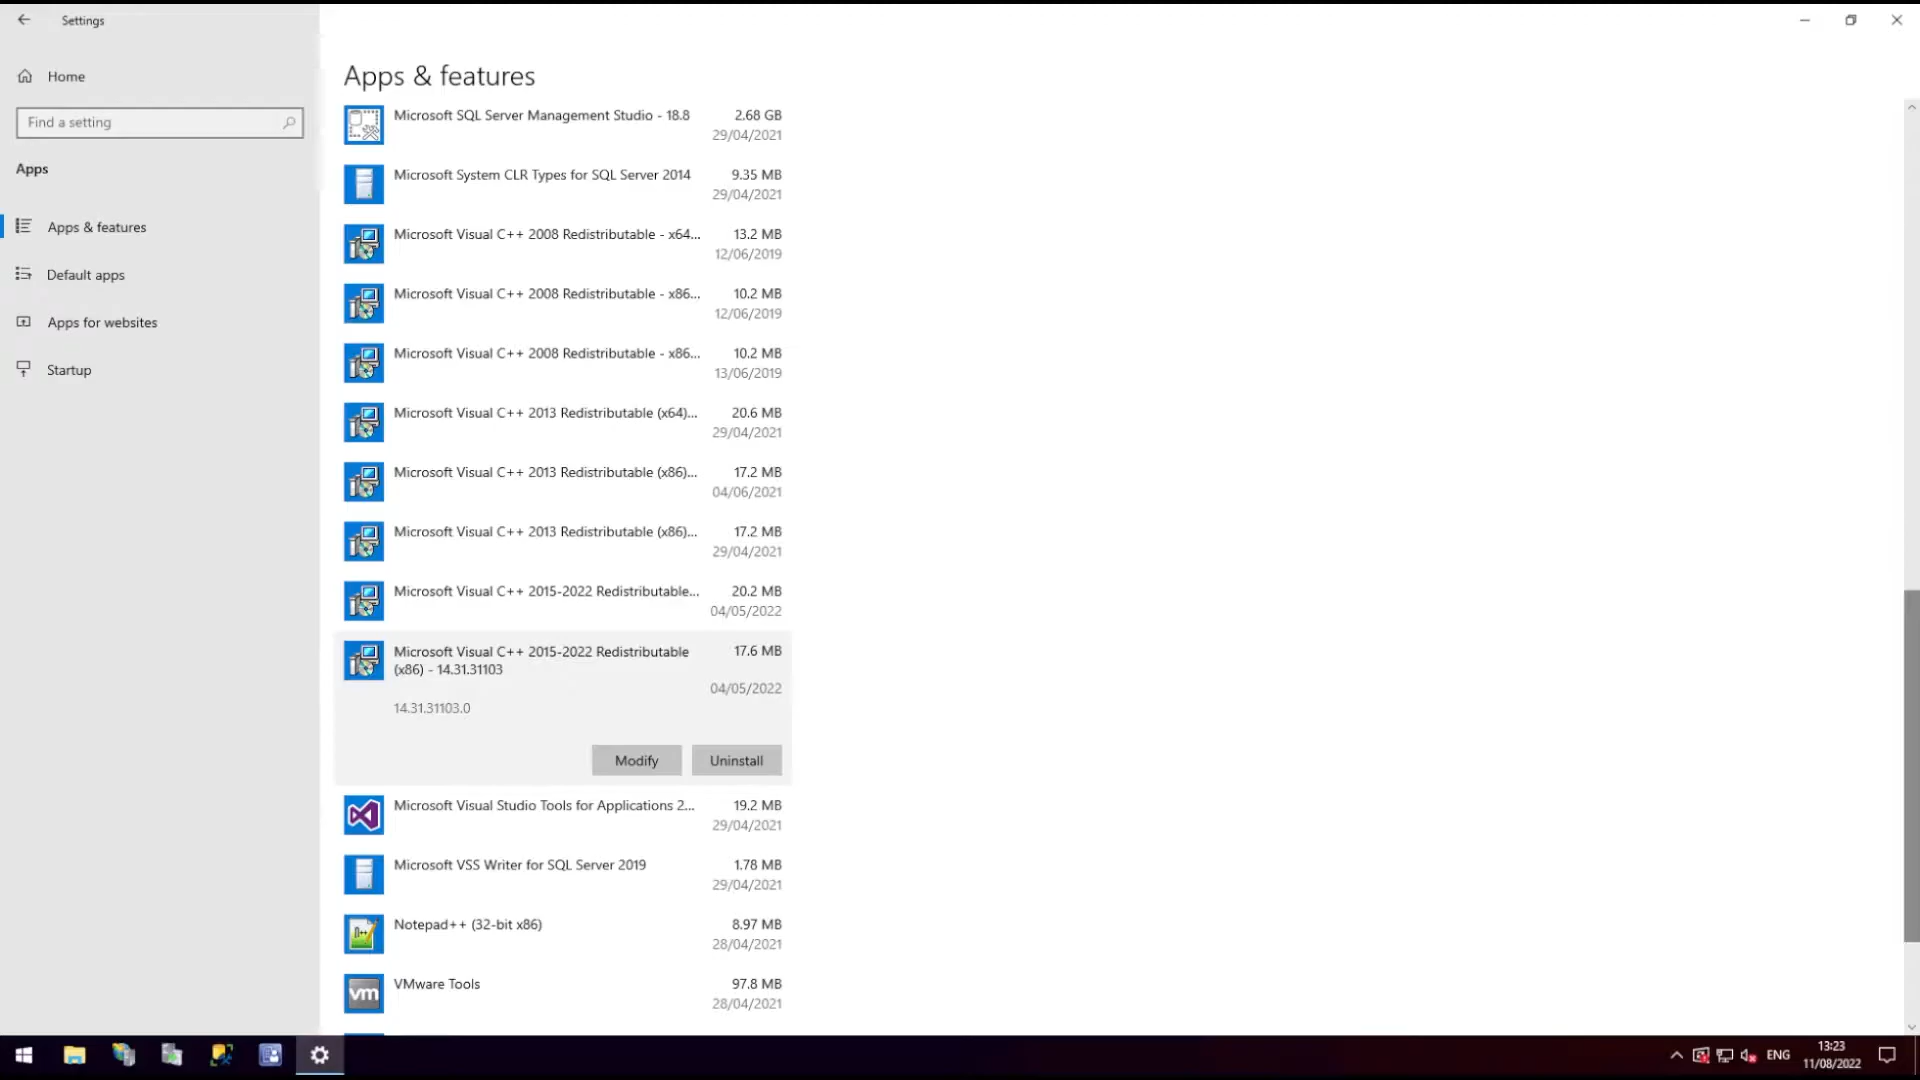 Settings
Home
Find a setting
Apps
Apps & features
Default apps
Apps for websites
Startup
Apps & features
Microsoft SQL Server Management Studio - 18.8 2.68 GB
29/04/2021
Microsoft System CLR Types for SQL Server 2014 9.35 MB
29/04/2021
Microsoft Visual C++ 2008 Redistributable - x64... 13.2 MB
12/06/2019
Microsoft Visual C++ 2008 Redistributable - x86... 10.2 MB
12/06/2019
Microsoft Visual C++ 2008 Redistributable - x86... 10.2 MB
13/06/2019
Microsoft Visual C++ 2013 Redistributable (x64)... 20.6 MB
29/04/2021
Microsoft Visual C++ 2013 Redistributable (x86)... 17.2 MB
04/06/2021
Microsoft Visual C++ 2013 Redistributable (x86)... 17.2 MB
29/04/2021
Microsoft Visual C++ 2015-2022 Redistributable... 20.2 MB
04/05/2022
Microsoft Visual C++ 2015-2022 Redistributable 17.6 MB
(x86) - 14.31.31103
04/05/2022
14.31.31103.0
Modify Uninstall
Microsoft Visual Studio Tools for Applications 2... 19.2 MB
29/04/2021
Microsoft VSS Writer for SQL Server 2019 1.78 MB
29/04/2021
Notepad++ (32-bit x86) 8.97 MB
28/04/2021
VMware Tools 97.8 MB
vm
28/04/2021
ENG
13:23
11/08/2022